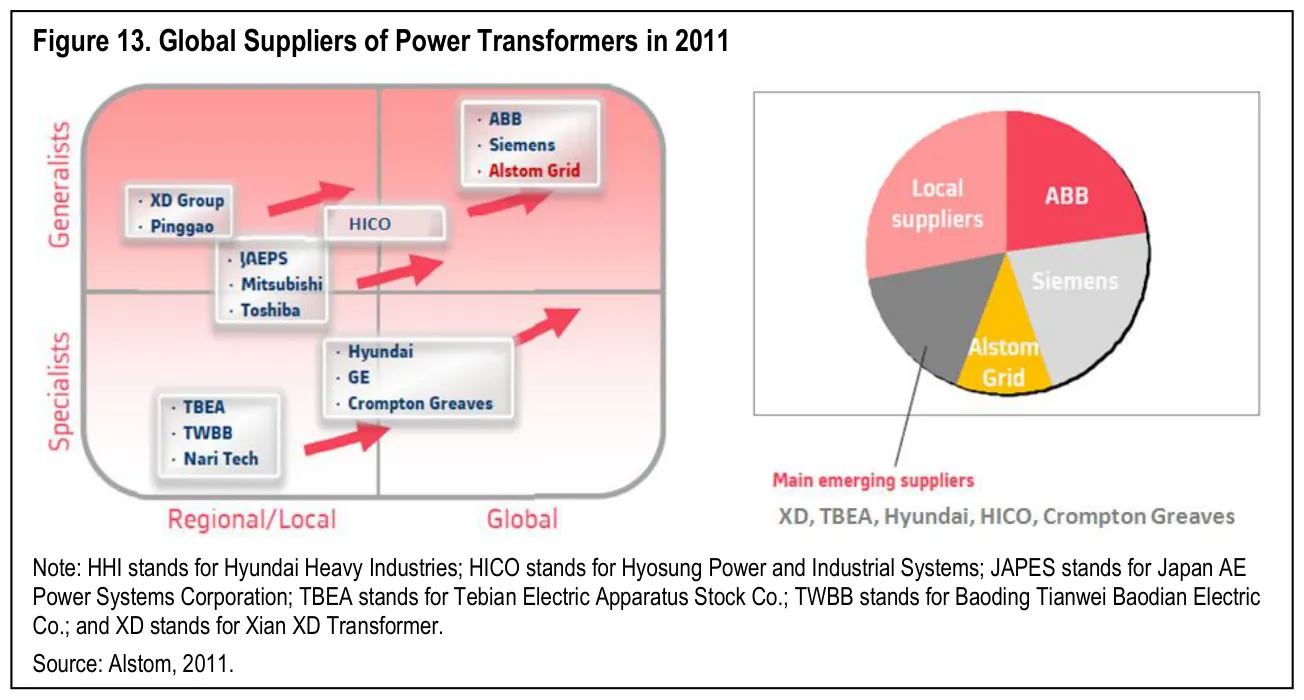 Figure 13. Global Suppliers of Power Transformers in 2011
Generalists
Specialists
· ABB
· Siemens
· Alstom Grid
· XD Group
· Pinggao
HICO
· JAEPS
· Mitsubishi
· Toshiba
· Hyundai
· GE
· Crompton Greaves
· TBEA
· TWBB
· Nari Tech
Regional/Local
Global
Local
suppliers
ABB
Siemens
Alstom
Grid
Main emerging suppliers
XD, TBEA, Hyundai, HICO, Crompton Greaves
Note: HHI stands for Hyundai Heavy Industries; HICO stands for Hyosung Power and Industrial Systems; JAPES stands for Japan AE
Power Systems Corporation; TBEA stands for Tebian Electric Apparatus Stock Co.; TWBB stands for Baoding Tianwei Baodian Electric
Co.; and XD stands for Xian XD Transformer.
Source: Alstom, 2011.